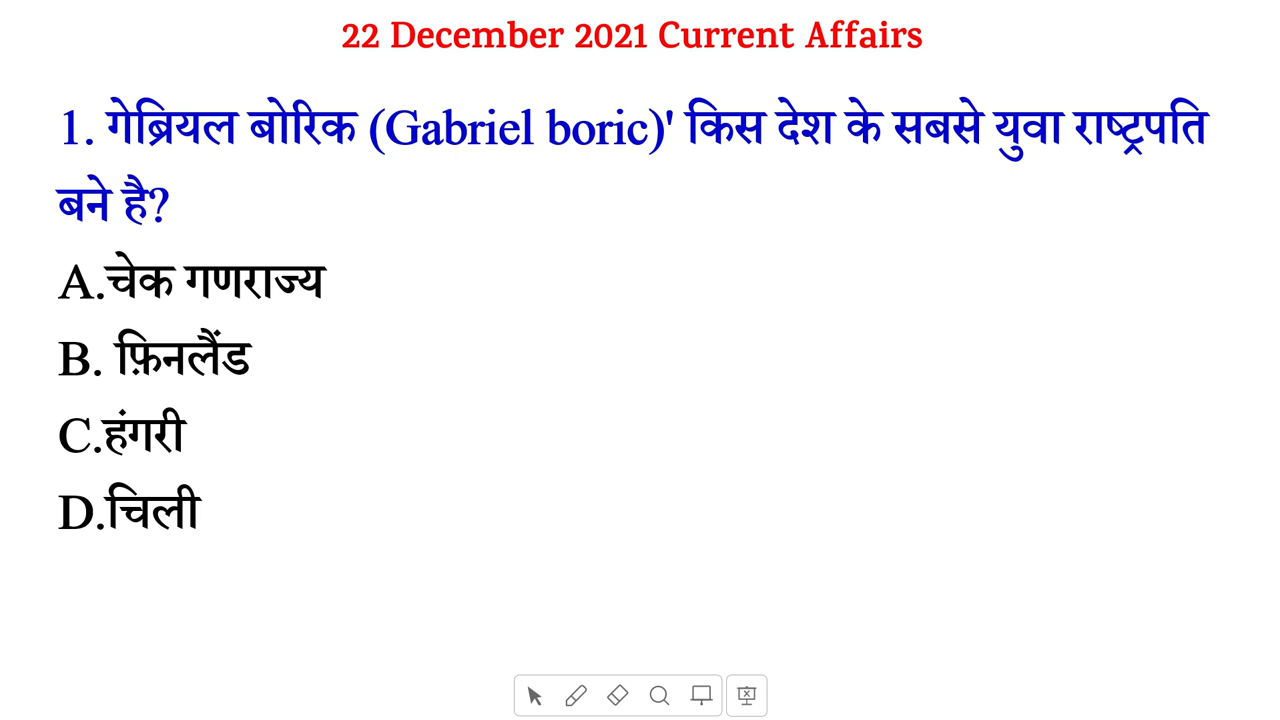 22 December 2021 Current Affairs
1. गेब्रियल बोरिक (Gabriel boric)' किस देश के सबसे युवा राष्ट्रपति
बने है?
A.चेक गणराज्य
B. फ़िनलैंड
C.हंगरी
D.चिली